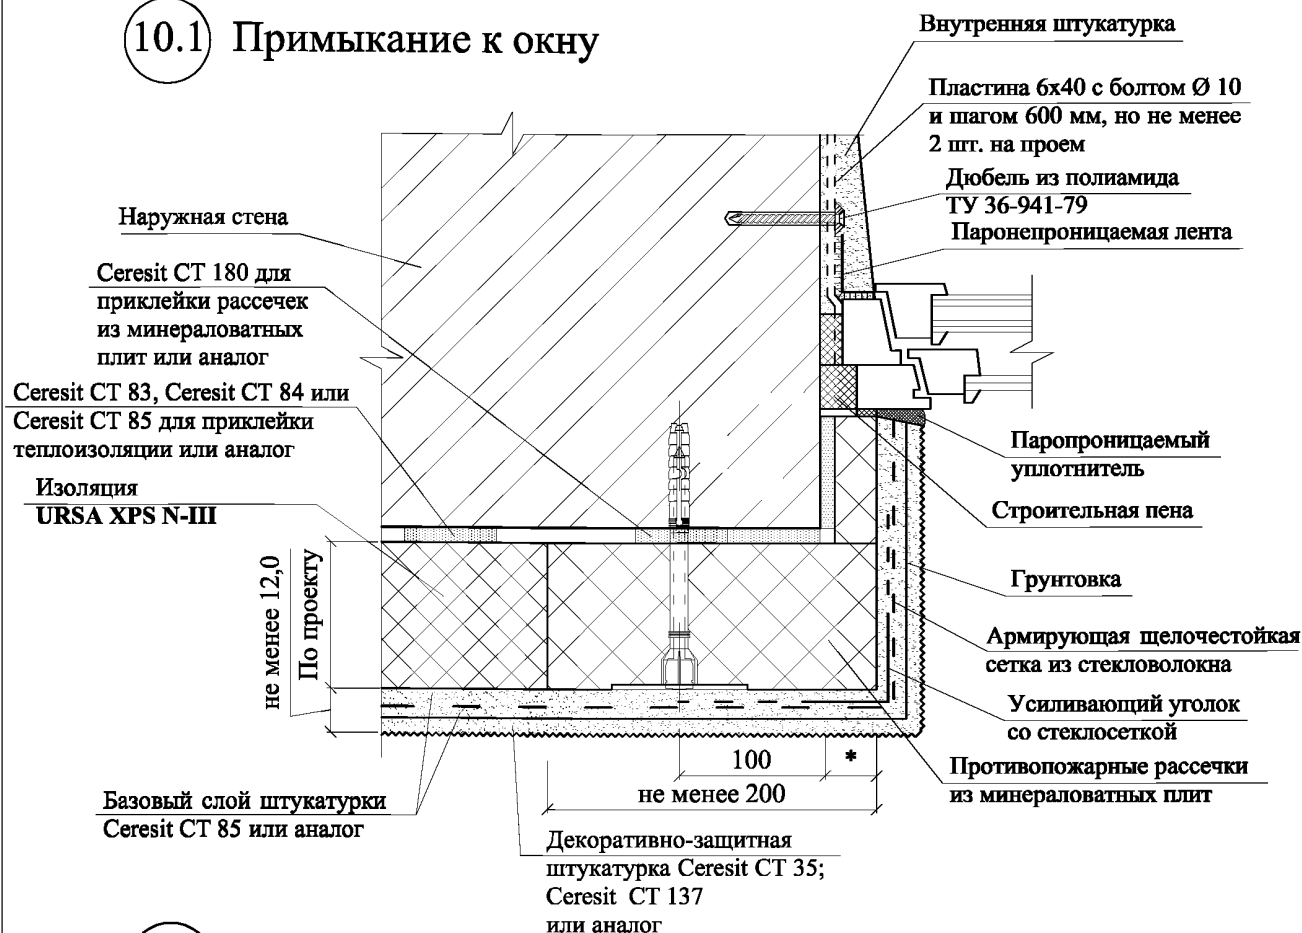 10.1 Примыкание к окну
Внутренняя штукатурка
Пластина 6х40 с болтом Ø 10
и шагом 600 мм, но не менее
2 шт. на проем
Дюбель из полиамида
ТУ 36-941-79
Паронепроницаемая лента
Наружная стена
Ceresit CT 180 для
приклейки рассечек
из минераловатных
плит или аналог
Ceresit CT 83, Ceresit CT 84 или
Ceresit CT 85 для приклейки
теплоизоляции или аналог
Изоляция
URSA XPS N-III
не менее 12,0
По проекту
Паропроницаемый
уплотнитель
Строительная пена
Грунтовка
Армирующая щелочестойкая
сетка из стекловолокна
Усиливающий уголок
со стеклосеткой
Противопожарные рассечки
из минераловатных плит
100 *
не менее 200
Базовый слой штукатурки
Ceresit CT 85 или аналог
Декоративно-защитная
штукатурка Ceresit CT 35;
Ceresit CT 137
или аналог